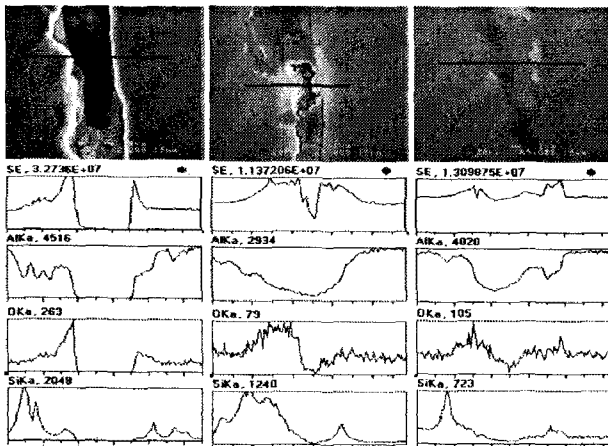 SE, 3.2736E+07
SE, 1.137206E+07
SE, 1.309875E+07
AlKa, 4516
AlKa, 2934
AlKa, 4020
OKa, 263
OKa, 79
OKa, 105
SiKa, 2049
SiKa, 1240
SiKa, 723